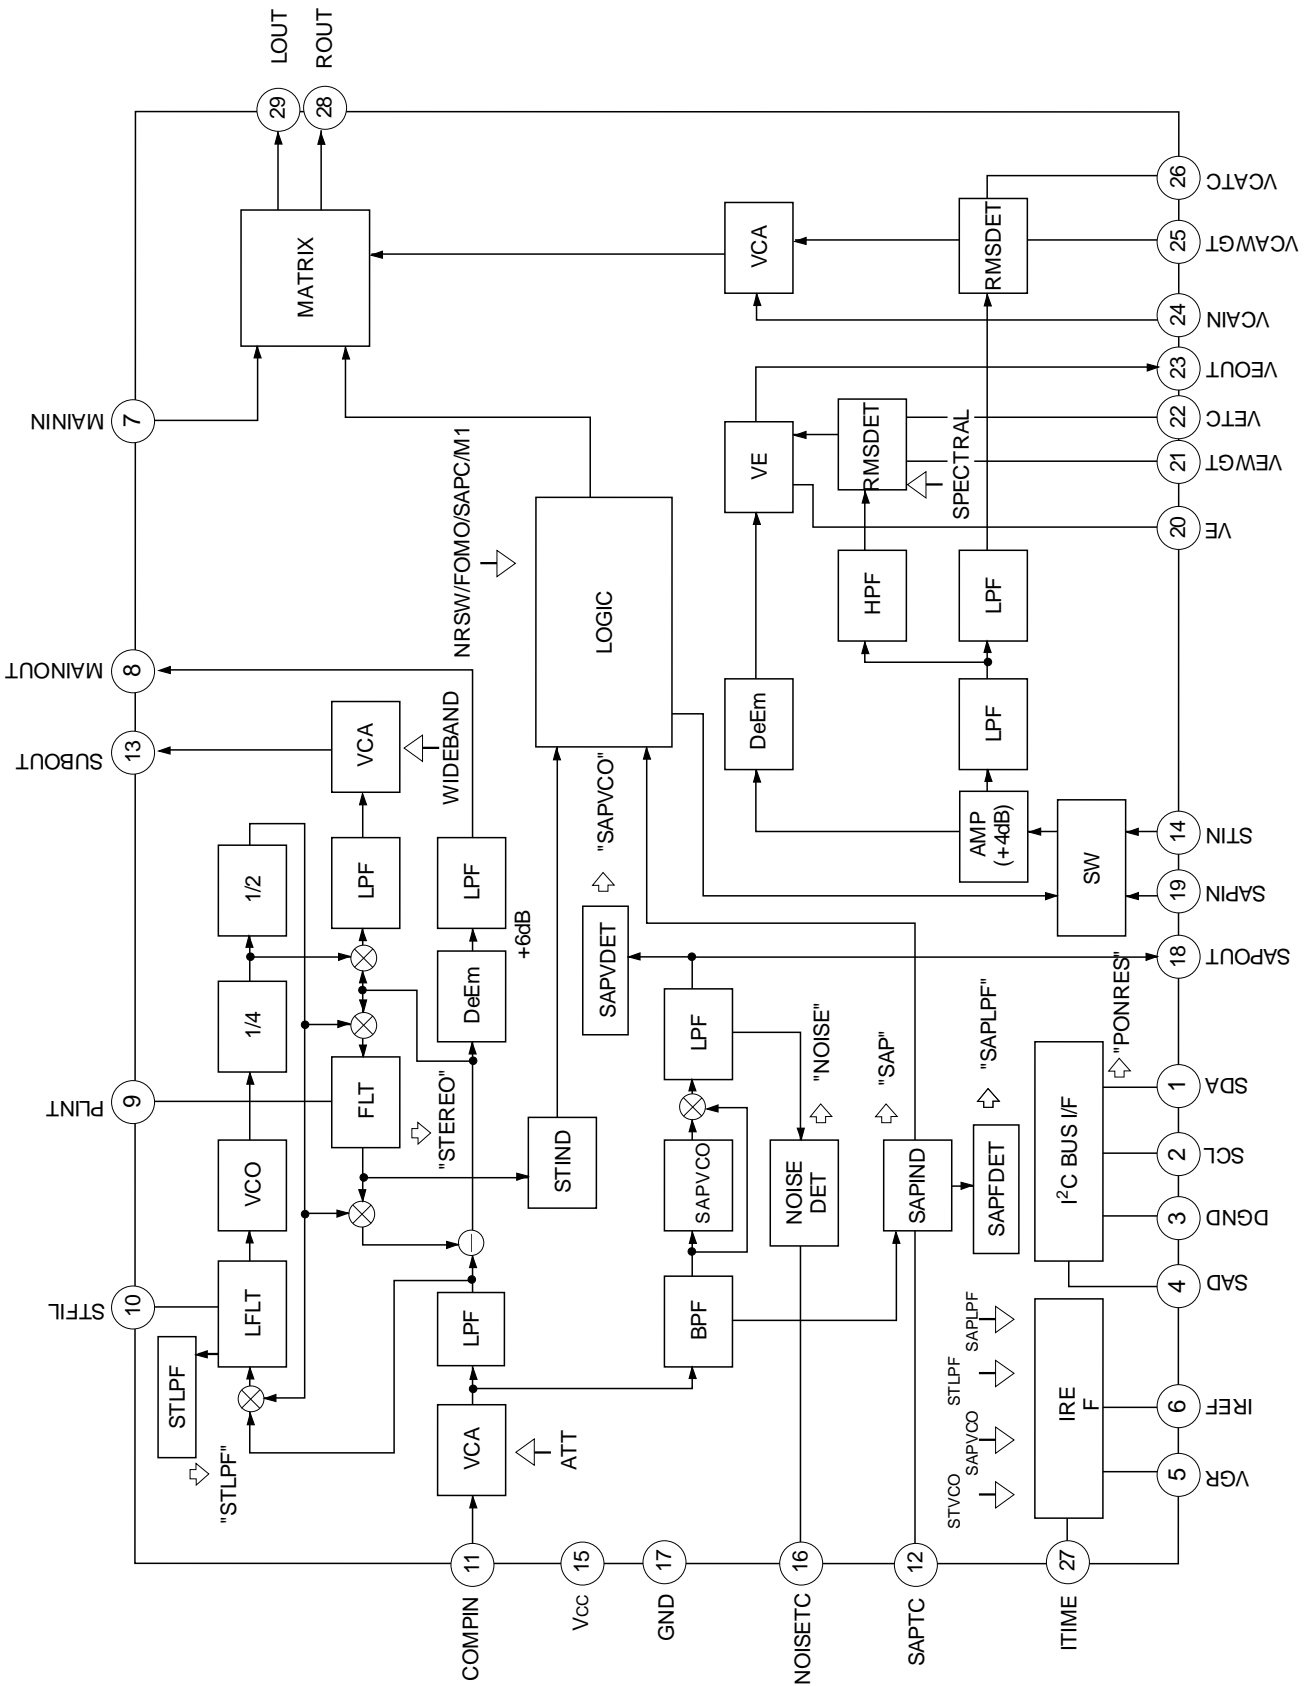 LOUT
ROUT
29
28
MAININ
7
MATRIX
VCA
RMSDET
26
VCATC
25
VCAWGT
24
VCAIN
23
VEOUT
22
VETC
21
VEWGT
20
VE
VE
RMSDET
SPECTRAL
HPF
LPF
NRSW/FOMO/SAPC/M1
LOGIC
MAINOUT
8
SUBOUT
13
VCA
WIDEBAND
DeEm
LPF
AMP
(+4dB)
SW
14
STIN
19
SAPIN
18
SAPOUT
1/2
LPF
LPF
+6dB
"SAPVCO"
SAPVDET
1/4
DeEm
LPF
PLINT
9
FLT
"STEREO"
STIND
"NOISE"
"SAP"
"SAPLPF"
"PONRES"
VCO
SAPVCO
NOISE
DET
SAPIND
SAPFDET
I2C BUS I/F
1
SDA
2
SCL
3
DGND
4
SAD
STFIL
10
LFLT
LPF
BPF
STLPF
"STLPF"
VCA
ATT
STVCO
SAPVCO
STLPF
SAPLPF
IRE
F
6
IREF
5
VGR
11
COMPIN
15
VCC
17
GND
16
NOISETC
12
SAPTC
27
ITIME